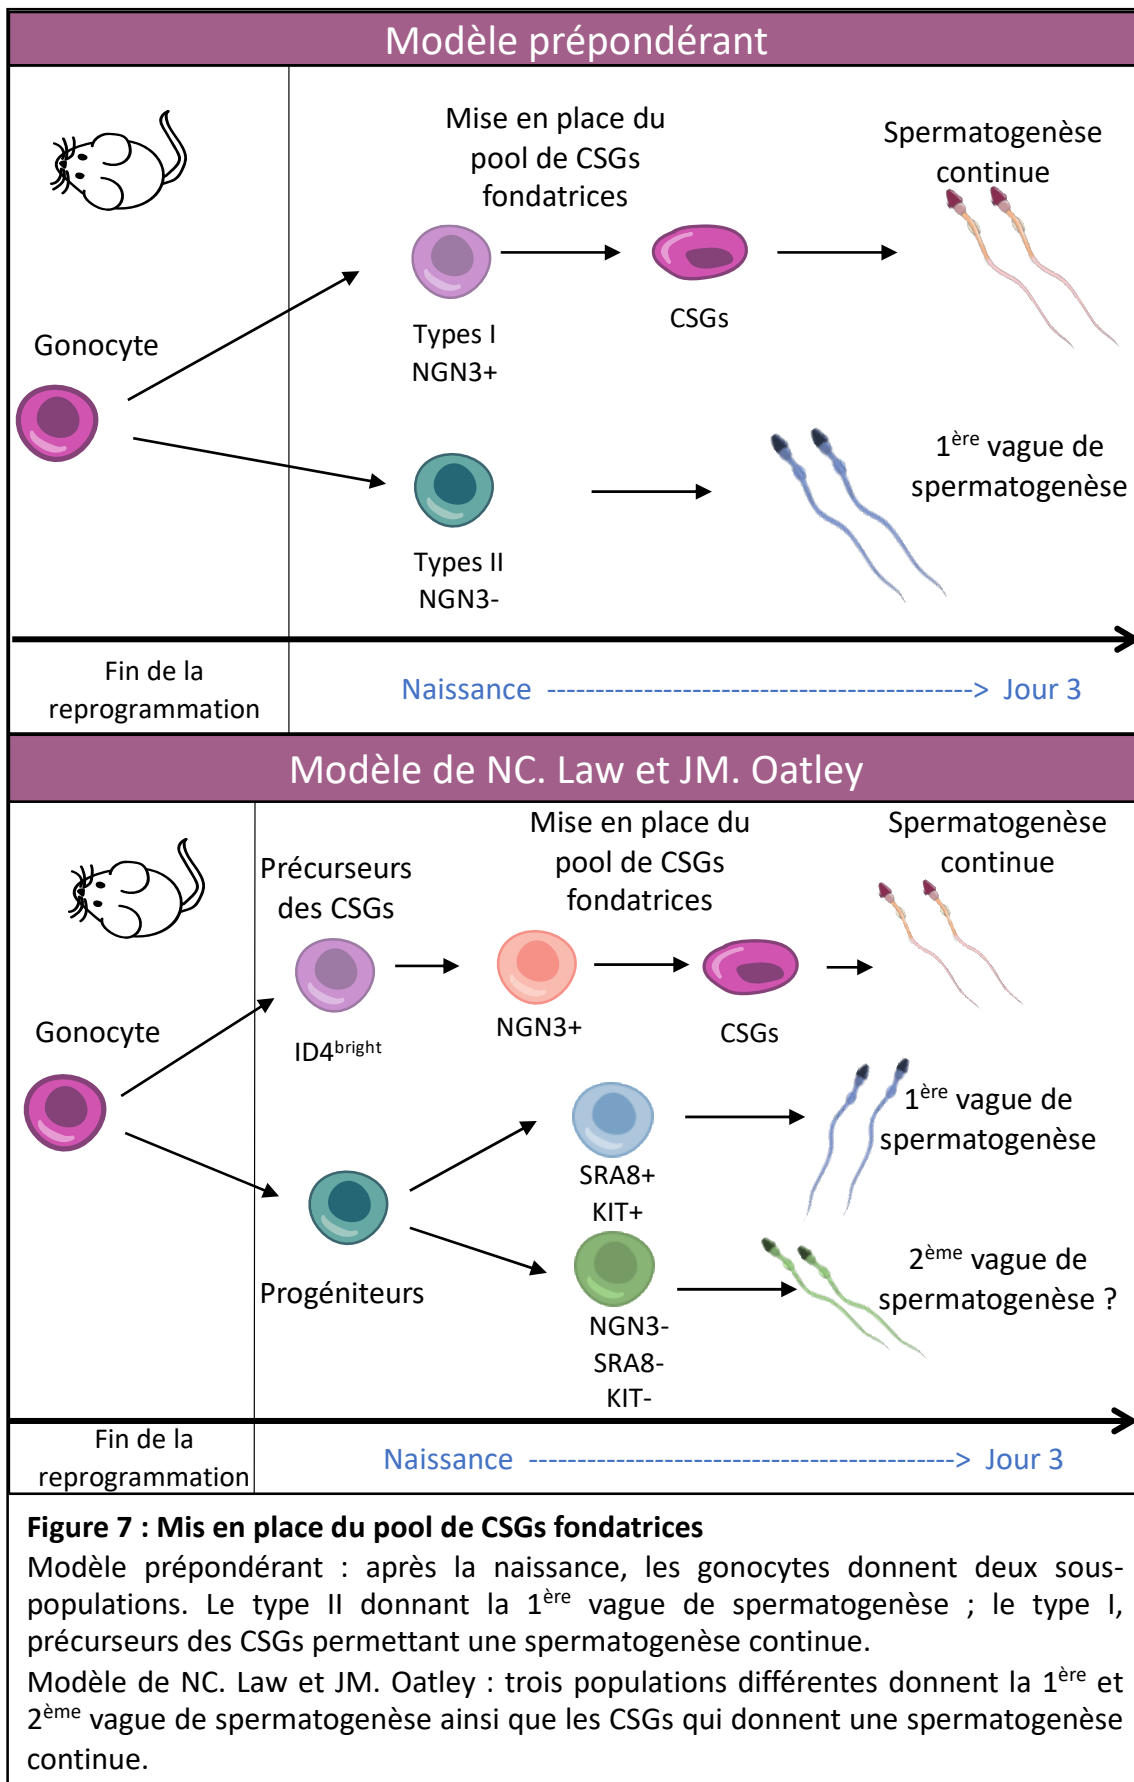 Modèle prépondérant
Mise en place du
pool de CSGs
fondatrices
Spermatogenèse
continue
Gonocyte
Types I
NGN3+
CSGs
1ère vague de
spermatogenèse
Types II
NGN3-
Fin de la
reprogrammation
Naissance --------------------------------------------> Jour 3
Modèle de NC. Law et JM. Oatley
Mise en place du
pool de CSGs
fondatrices
Spermatogenèse
continue
Précurseurs
des CSGs
Gonocyte
ID4bright
NGN3+
CSGs
1ère vague de
spermatogenèse
SRA8+
KIT+
Progéniteurs
2ème vague de
spermatogenèse ?
NGN3-
SRA8-
KIT-
Fin de la
reprogrammation
Naissance --------------------------------------------> Jour 3
Figure 7 : Mis en place du pool de CSGs fondatrices
Modèle prépondérant : après la naissance, les gonocytes donnent deux sous-
populations. Le type II donnant la 1ère vague de spermatogenèse ; le type I,
précurseurs des CSGs permettant une spermatogenèse continue.
Modèle de NC. Law et JM. Oatley : trois populations différentes donnent la 1ère et
2ème vague de spermatogenèse ainsi que les CSGs qui donnent une spermatogenèse
continue.